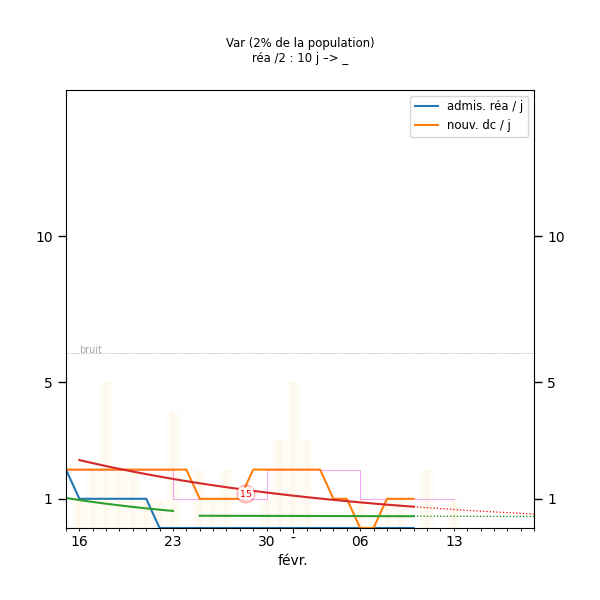 Var (2% de la population)
réa /2 : 10 j –> _
admis. réa / j
nouv. dc / j
10 10
bruit
5 5
15
1 1
16 23 30 - 06 13
févr.